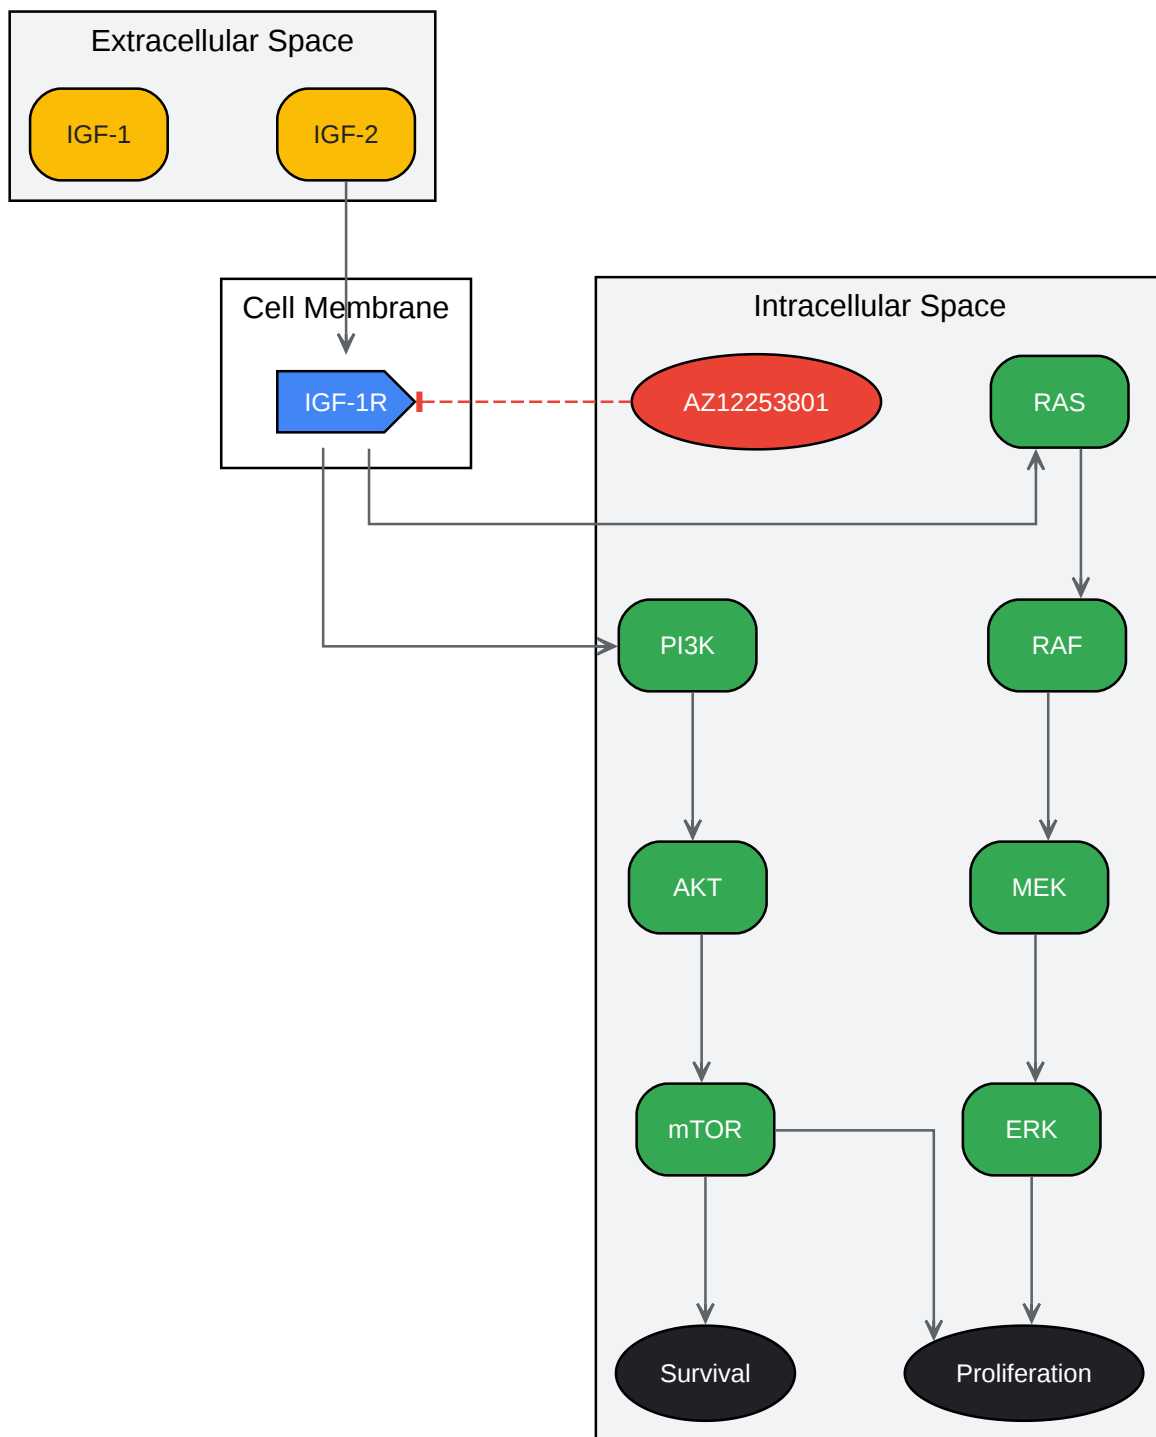 Extracellular Space
IGF-1
IGF-2
Cell Membrane
IGF-1R
Intracellular Space
AZ12253801
RAS
PI3K
RAF
AKT
MEK
mTOR
ERK
Survival
Proliferation